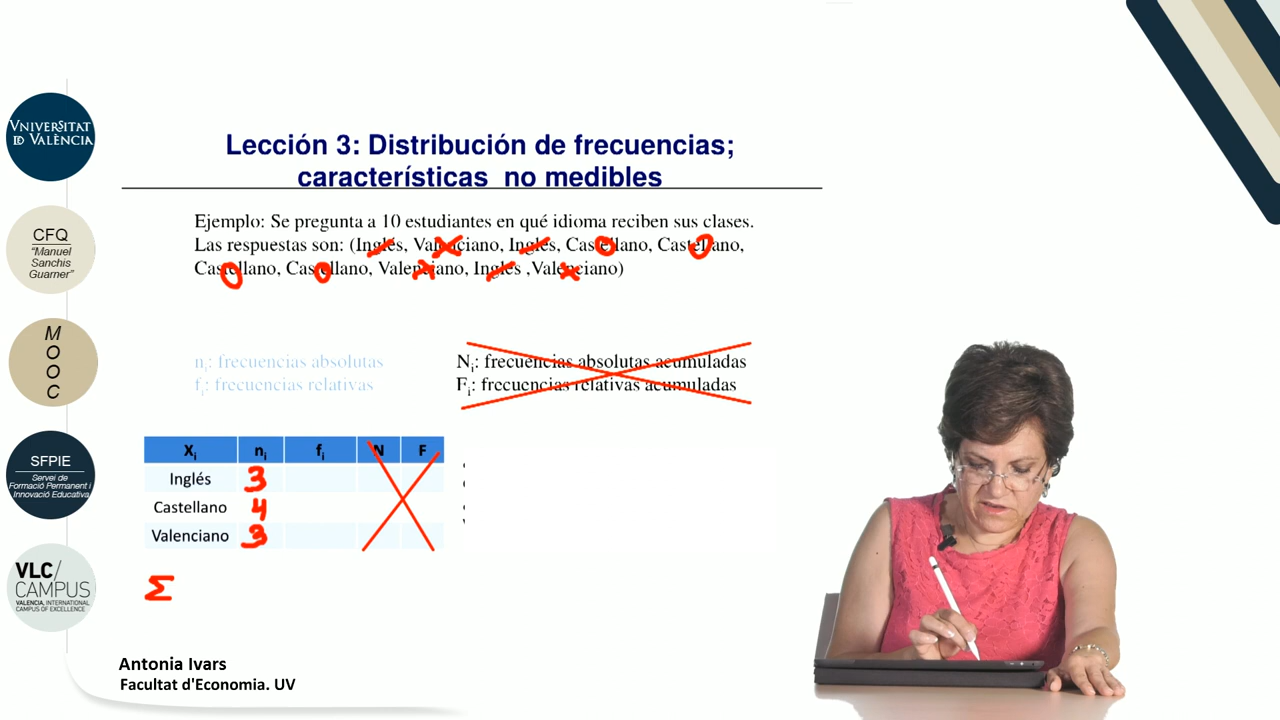 VNIVERSITAT
ID VALÈNCIA
CFQ
"Manuel
Sanchis
Guarner"
M
O
O
C
SFPIE
Servei de
Formació Permanent i
Innovació Educativa
VLC/
CAMPUS
VALENCIA, INTERNATIONAL
CAMPUS OF EXCELLENCE
Lección 3: Distribución de frecuencias;
características no medibles
Ejemplo: Se pregunta a 10 estudiantes en qué idioma reciben sus clases.
Las respuestas son: (Inglés, Valenciano, Inglés, Castellano, Castellano,
Castellano, Castellano, Valenciano, Inglés ,Valenciano)
ni: frecuencias absolutas
fi: frecuencias relativas
Ni: frecuencias absolutas acumuladas
Fi: frecuencias relativas acumuladas
Xi ni fi N F
Inglés 3
Castellano 4
Valenciano 3
Σ
Antonia Ivars
Facultat d'Economia. UV